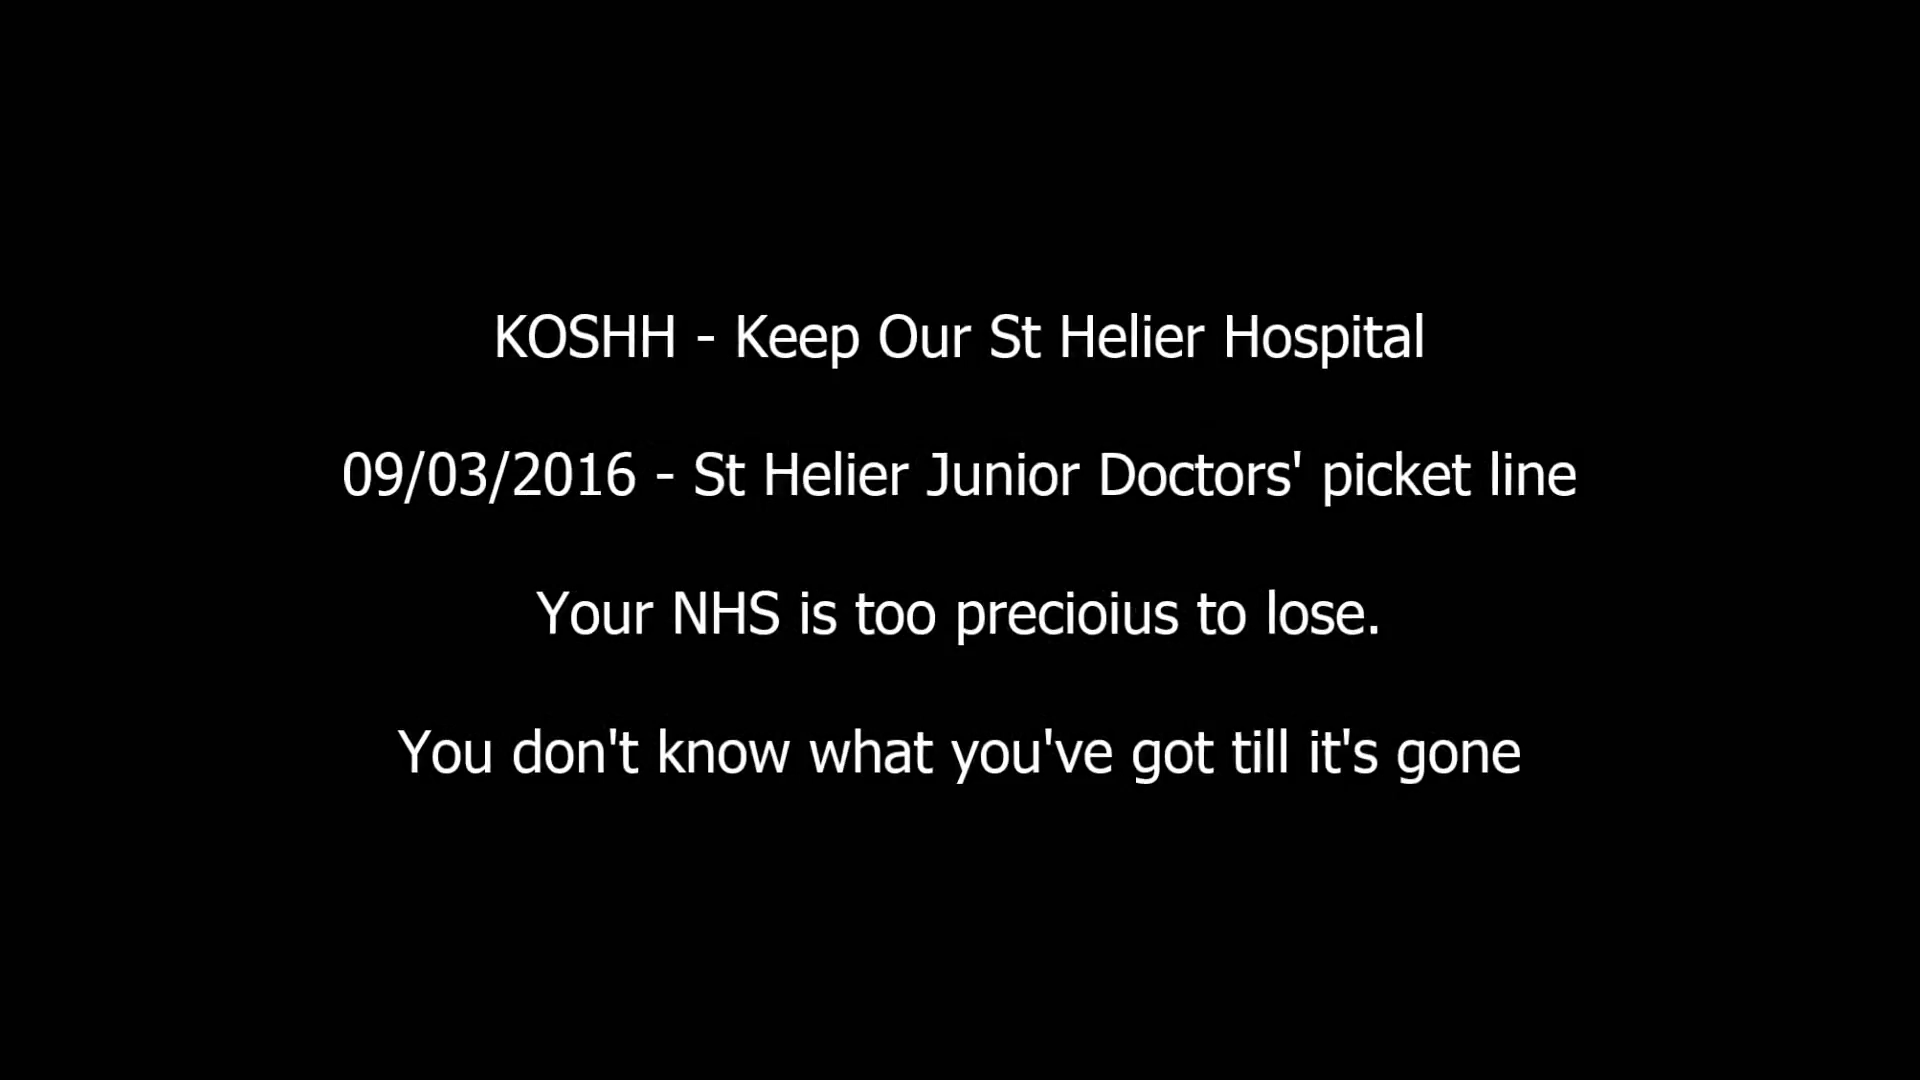 KOSHH - Keep Our St Helier Hospital
09/03/2016 - St Helier Junior Doctors' picket line
Your NHS is too precioius to lose.
You don't know what you've got till it's gone